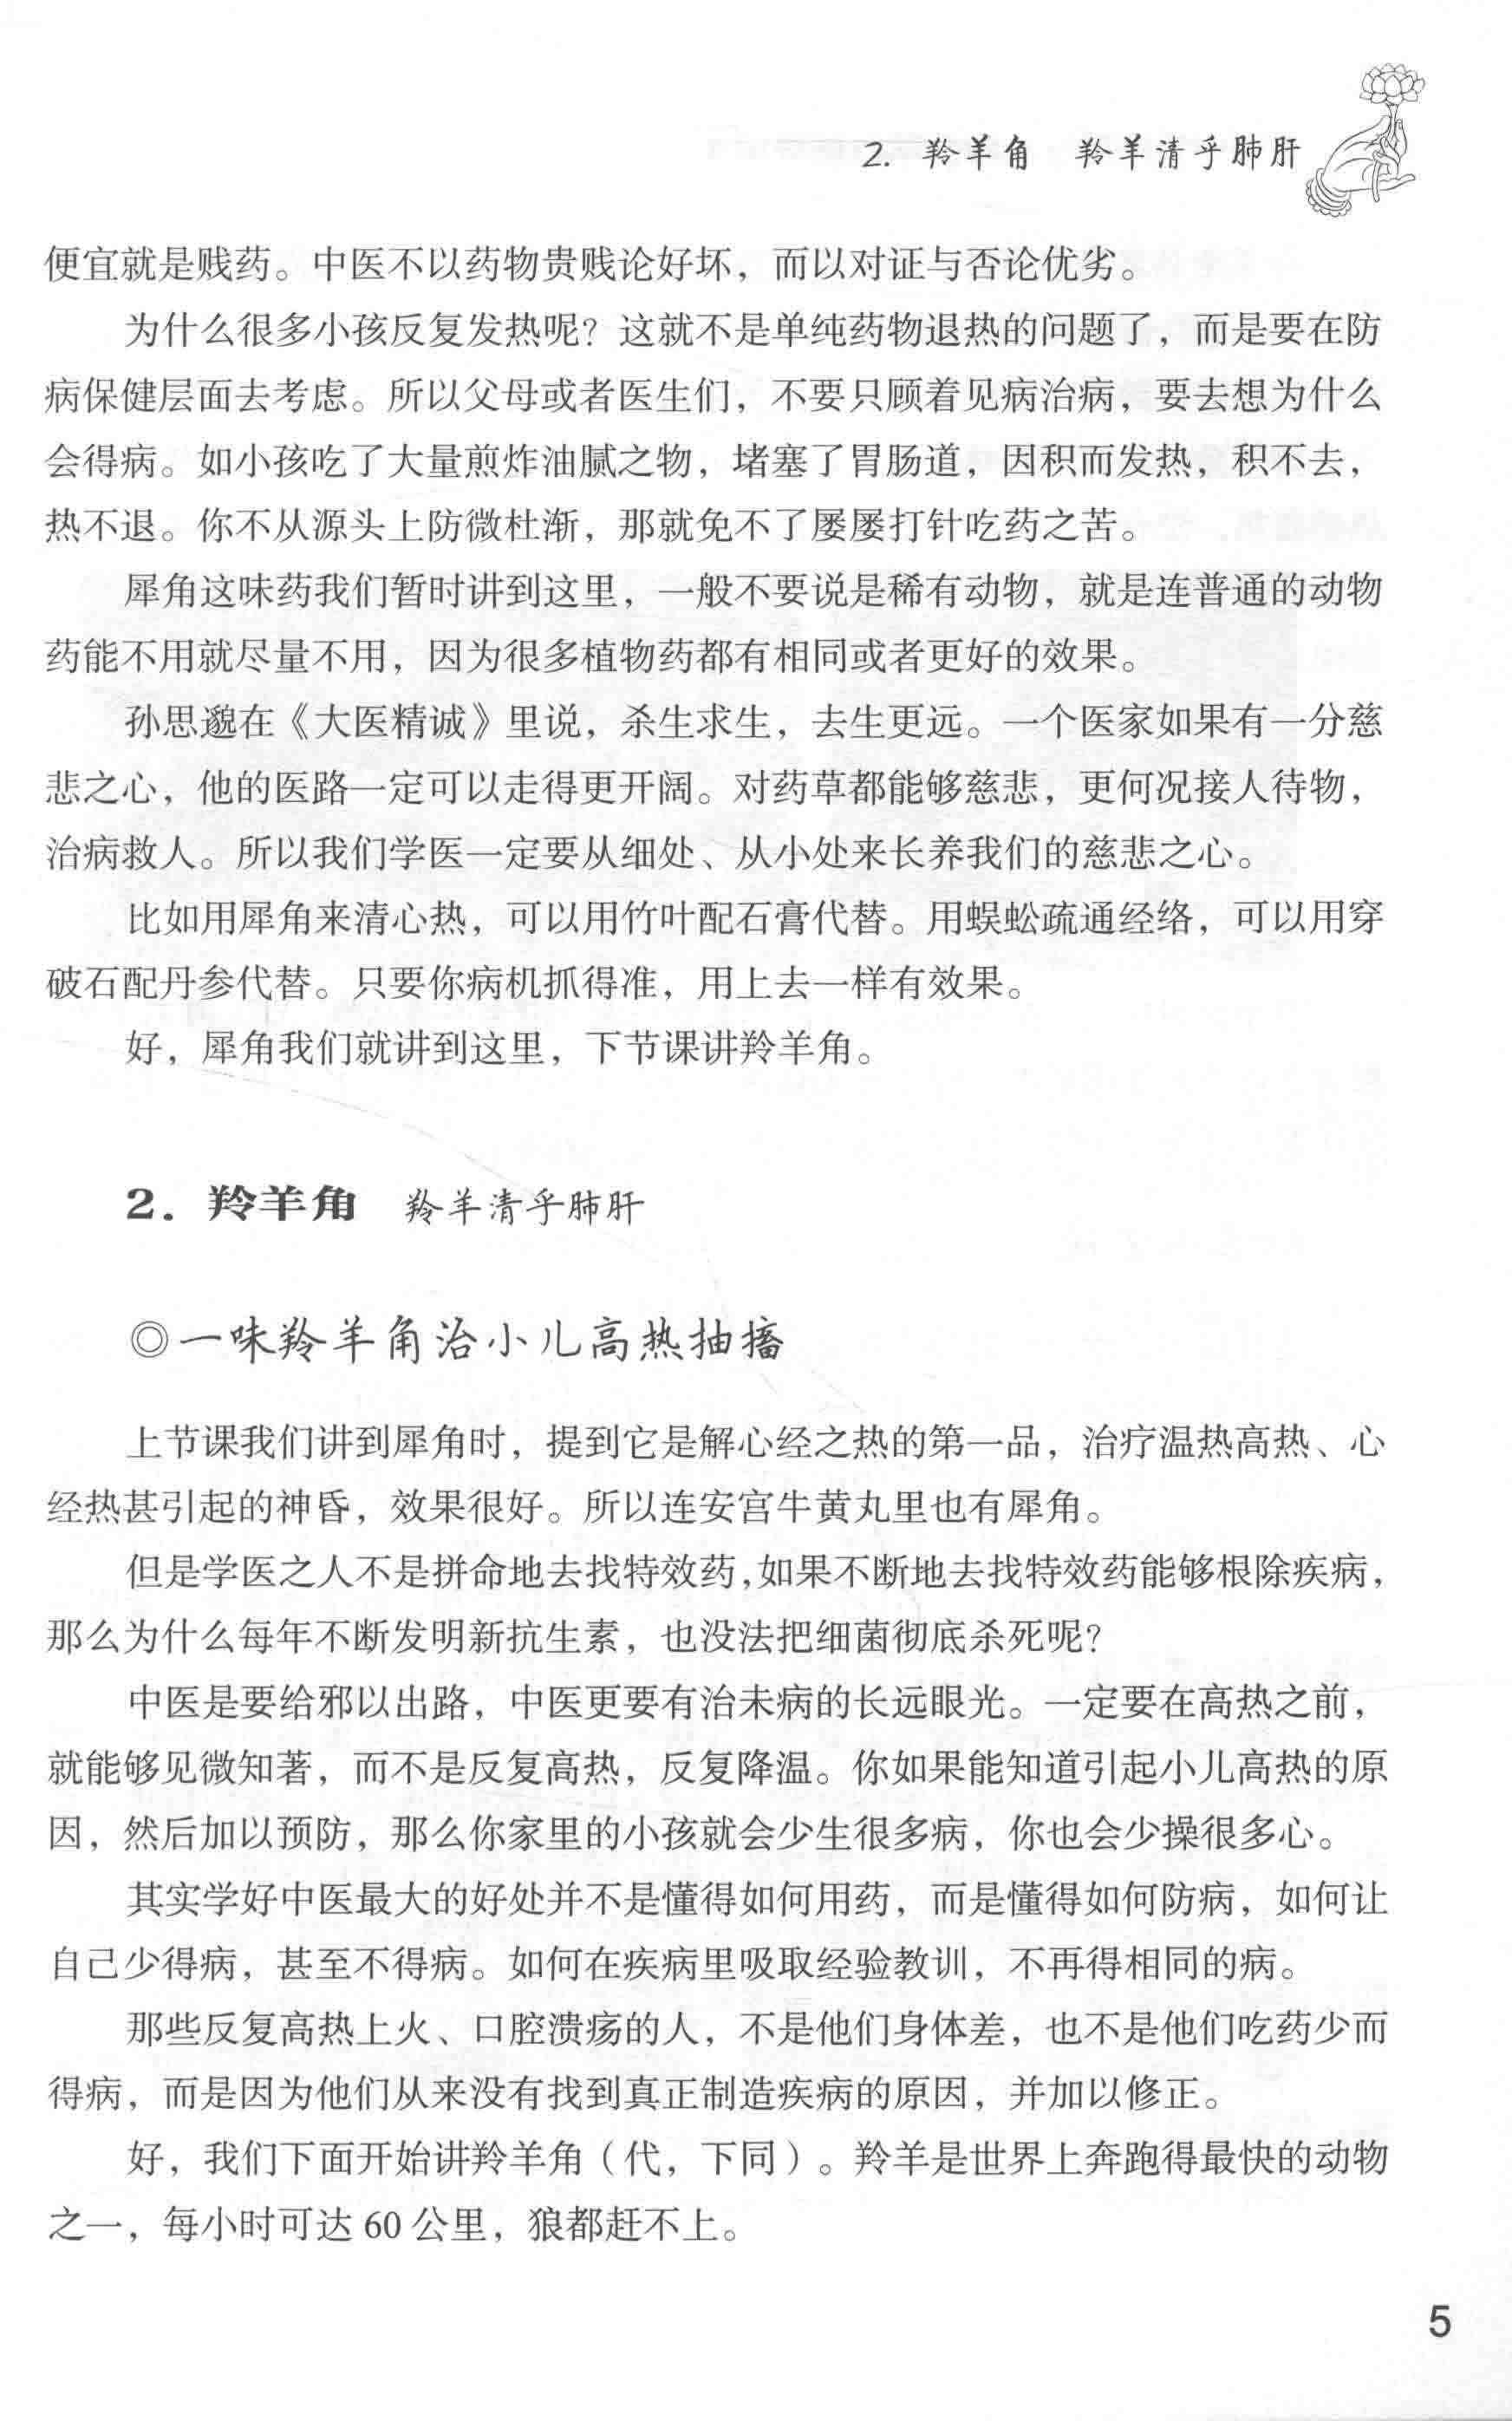 2. 羚羊角　羚羊清乎肺肝
便宜就是贱药。中医不以药物贵贱论好坏，而以对证与否论优劣。
为什么很多小孩反复发热呢？这就不是单纯药物退热的问题了，而是要在防
病保健层面去考虑。所以父母或者医生们，不要只顾着见病治病，要去想为什么
会得病。如小孩吃了大量煎炸油腻之物，堵塞了胃肠道，因积而发热，积不去，
热不退。你不从源头上防微杜渐，那就免不了屡屡打针吃药之苦。
犀角这味药我们暂时讲到这里，一般不要说是稀有动物，就是连普通的动物
药能不用就尽量不用，因为很多植物药都有相同或者更好的效果。
孙思邈在《大医精诚》里说，杀生求生，去生更远。一个医家如果有一分慈
悲之心，他的医路一定可以走得更开阔。对药草都能够慈悲，更何况接人待物，
治病救人。所以我们学医一定要从细处、从小处来长养我们的慈悲之心。
比如用犀角来清心热，可以用竹叶配石膏代替。用蜈蚣疏通经络，可以用穿
破石配丹参代替。只要你病机抓得准，用上去一样有效果。
好，犀角我们就讲到这里，下节课讲羚羊角。
2. 羚羊角　羚羊清乎肺肝
◎一味羚羊角治小儿高热抽搐
上节课我们讲到犀角时，提到它是解心经之热的第一品，治疗温热高热、心
经热甚引起的神昏，效果很好。所以连安宫牛黄丸里也有犀角。
但是学医之人不是拼命地去找特效药，如果不断地去找特效药能够根除疾病，
那么为什么每年不断发明新抗生素，也没法把细菌彻底杀死呢？
中医是要给邪以出路，中医更要有治未病的长远眼光。一定要在高热之前，
就能够见微知著，而不是反复高热，反复降温。你如果能知道引起小儿高热的原
因，然后加以预防，那么你家里的小孩就会少生很多病，你也会少操很多心。
其实学好中医最大的好处并不是懂得如何用药，而是懂得如何防病，如何让
自己少得病，甚至不得病。如何在疾病里吸取经验教训，不再得相同的病。
那些反复高热上火、口腔溃疡的人，不是他们身体差，也不是他们吃药少而
得病，而是因为他们从来没有找到真正制造疾病的原因，并加以修正。
好，我们下面开始讲羚羊角（代，下同）。羚羊是世界上奔跑得最快的动物
之一，每小时可达 60 公里，狼都赶不上。
5